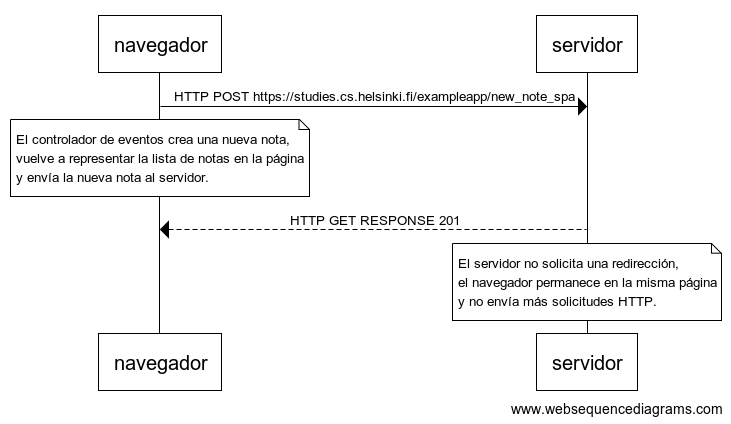 navegador
servidor
HTTP POST https://studies.cs.helsinki.fi/exampleapp/new_note_spa
El controlador de eventos crea una nueva nota,
vuelve a representar la lista de notas en la página
y envía la nueva nota al servidor.
HTTP GET RESPONSE 201
El servidor no solicita una redirección,
el navegador permanece en la misma página
y no envía más solicitudes HTTP.
navegador
servidor
www.websequencediagrams.com